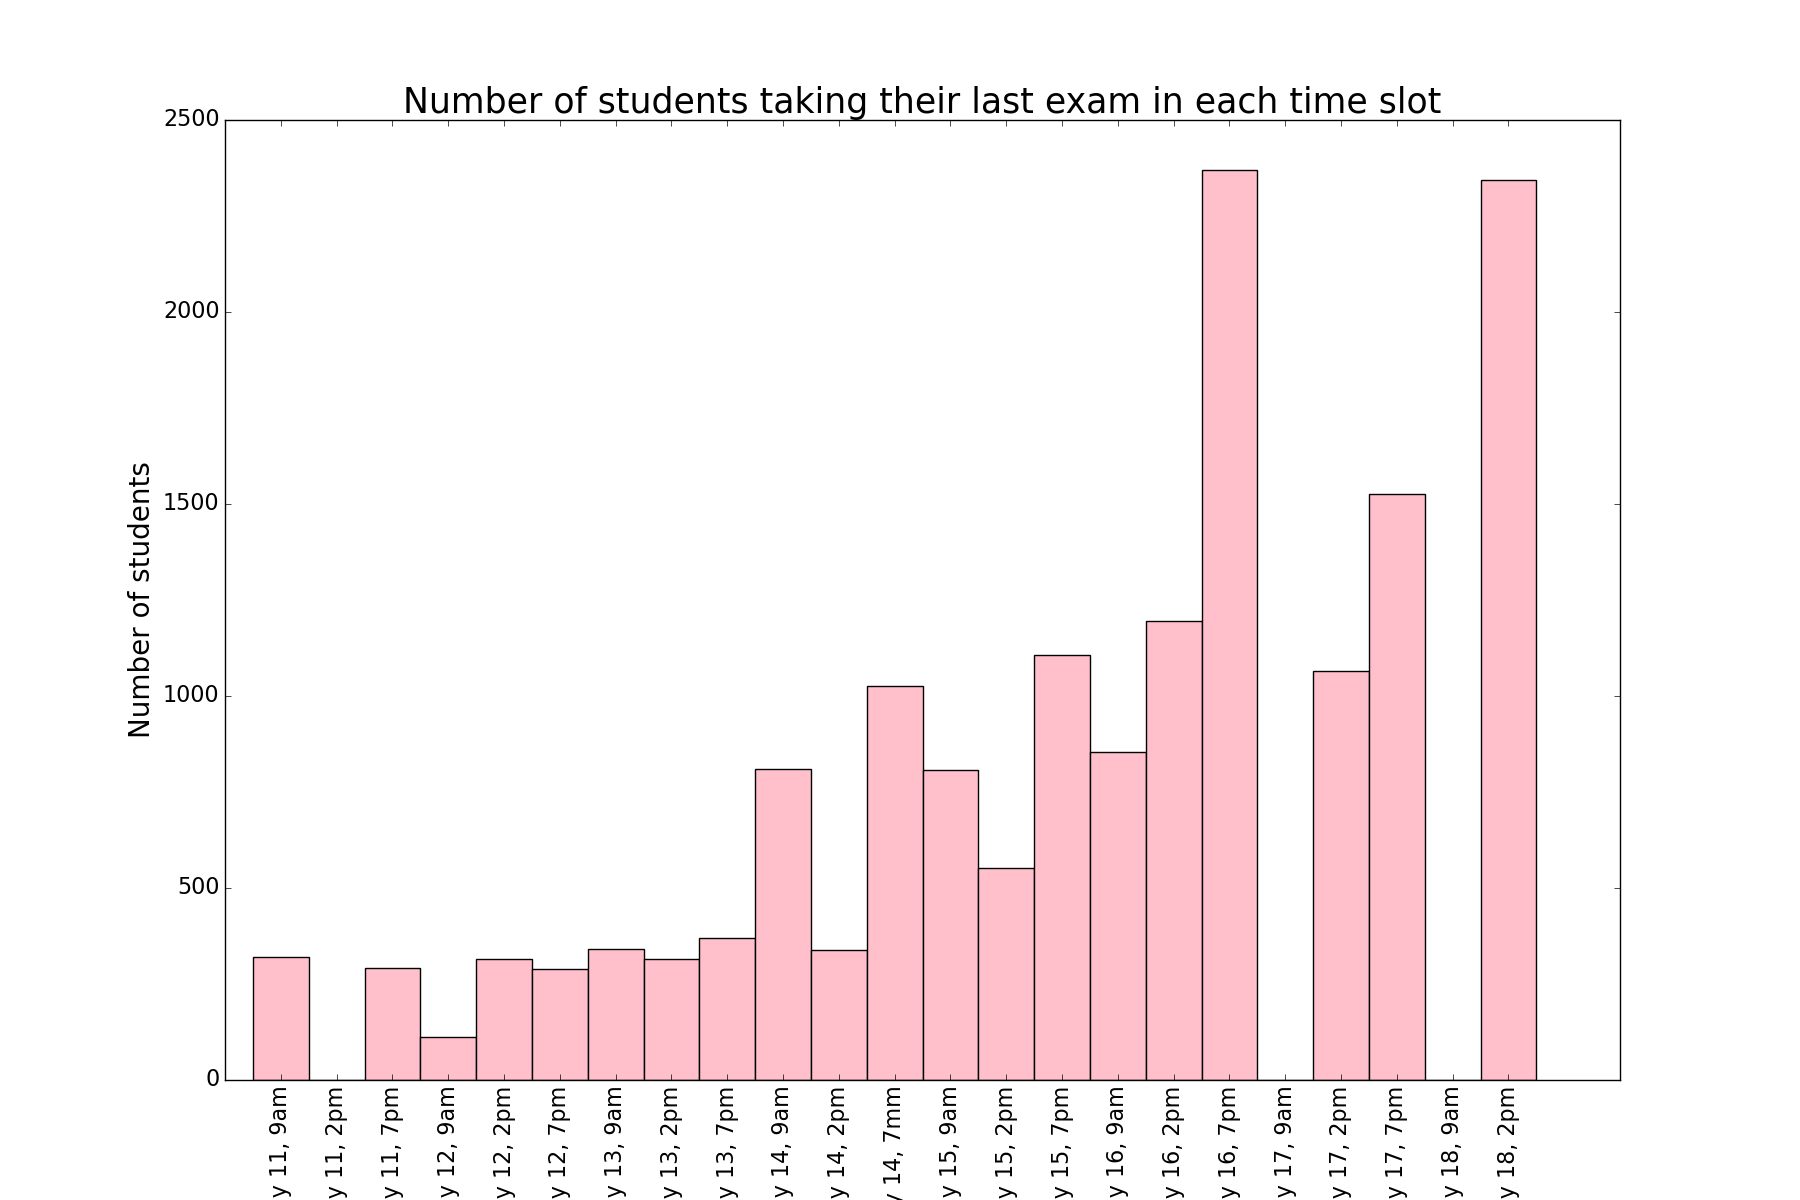 Number of students taking their last exam in each time slot
Number of students
2500
2000
1500
1000
500
0
y 11, 9am
y 11, 2pm
y 11, 7pm
y 12, 9am
y 12, 2pm
y 12, 7pm
y 13, 9am
y 13, 2pm
y 13, 7pm
y 14, 9am
y 14, 2pm
y 14, 7mm
y 15, 9am
y 15, 2pm
y 15, 7pm
y 16, 9am
y 16, 2pm
y 16, 7pm
y 17, 9am
y 17, 2pm
y 17, 7pm
y 18, 9am
y 18, 2pm